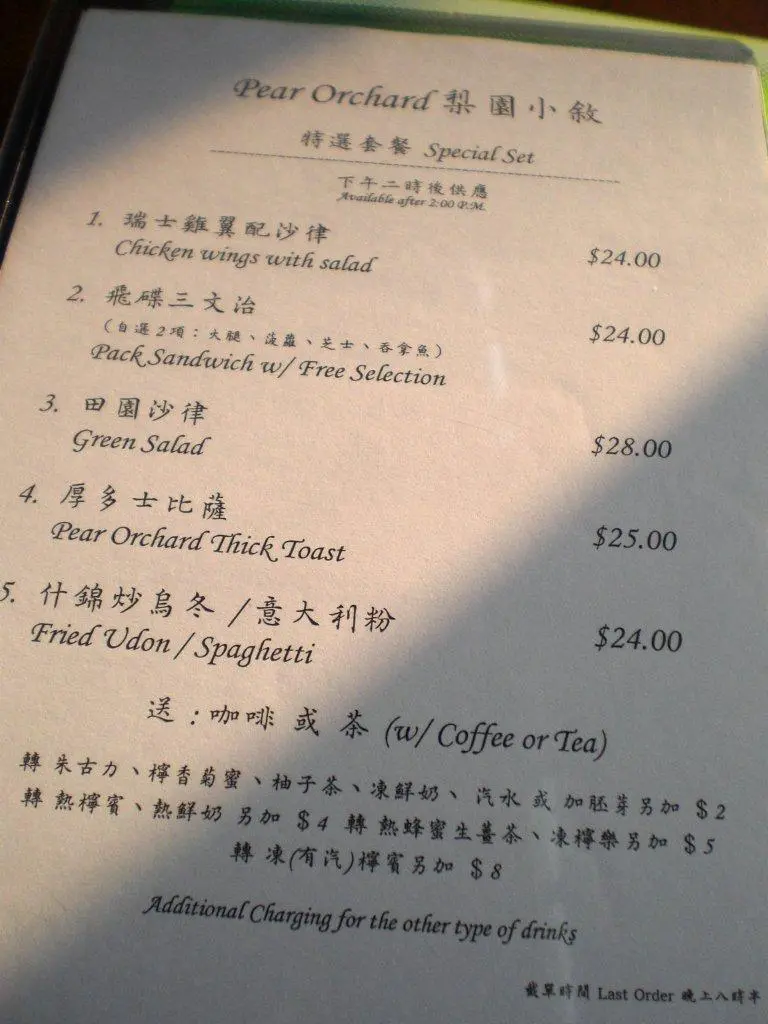 Pear Orchard 梨園小敘
特選套餐 Special Set
下午二時後供應
Available after 2:00 P.M.
1. 瑞士雞翼配沙律
Chicken wings with salad $24.00
2. 飛碟三文治
(自選2項：火腿、菠蘿、芝士、吞拿魚) $24.00
Pack Sandwich w/ Free Selection
3. 田園沙律
Green Salad $28.00
4. 厚多士比薩
Pear Orchard Thick Toast $25.00
5. 什錦炒烏冬 /意大利粉
Fried Udon / Spaghetti $24.00
送：咖啡 或 茶 (w/ Coffee or Tea)
轉 朱古力、檸香菊蜜、柚子茶、凍鮮奶、 汽水 或 加胚芽另加 $2
轉 熱檸賓、熱鮮奶 另加 $4 轉 熱蜂蜜生薑茶、凍檸樂另加 $5
轉 凍(有汽)檸賓另加 $8
Additional Charging for the other type of drinks
截單時間 Last Order 晚上八時半